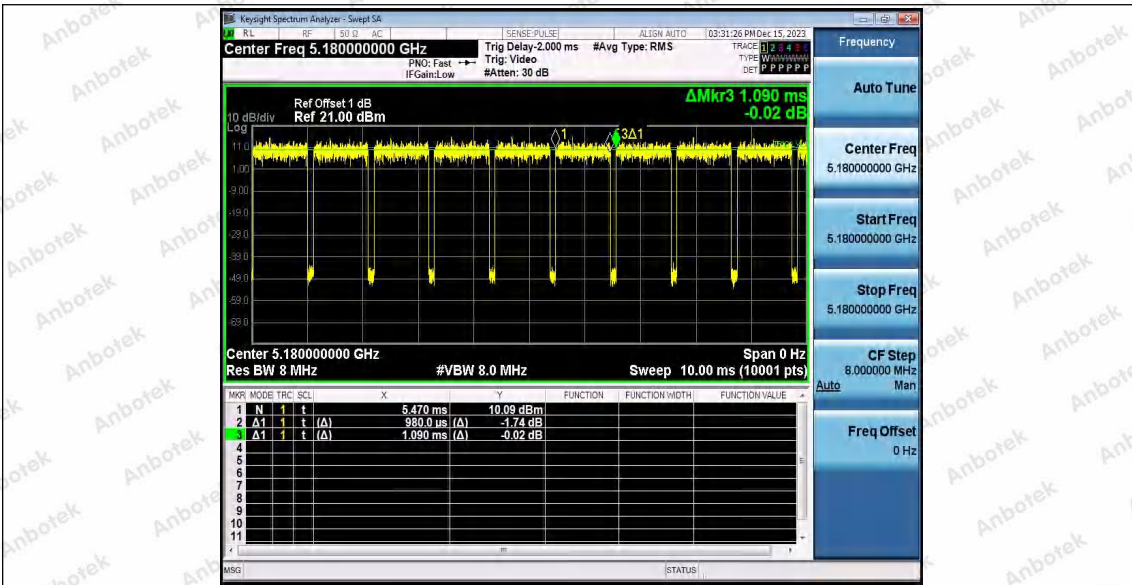 Keysight Spectrum Analyzer - Swept SA
RL RF 50 Ω AC SENSE:PULSE ALIGN AUTO 03:31:26 PM Dec 15, 2023
Center Freq 5.180000000 GHz
PNO: Fast
IFGain:Low
Trig Delay-2.000 ms
Trig: Video
#Atten: 30 dB
#Avg Type: RMS
TRACE 1 2 3 4 5 6
TYPE W
DET P P P P P P
ΔMkr3 1.090 ms
-0.02 dB
Ref Offset 1 dB
10 dB/div Ref 21.00 dBm
Log
11.0
1.00
-9.00
-19.0
-29.0
-39.0
-49.0
-59.0
-69.0
1
3Δ1
Center 5.180000000 GHz Span 0 Hz
Res BW 8 MHz #VBW 8.0 MHz Sweep 10.00 ms (10001 pts)
MKR MODE TRC SCL X Y FUNCTION FUNCTION WIDTH FUNCTION VALUE
1 N 1 t 5.470 ms 10.09 dBm
2 Δ1 1 t (Δ) 980.0 µs (Δ) -1.74 dB
3 Δ1 1 t (Δ) 1.090 ms (Δ) -0.02 dB
4
5
6
7
8
9
10
11
MSG STATUS
Frequency
Auto Tune
Center Freq
5.180000000 GHz
Start Freq
5.180000000 GHz
Stop Freq
5.180000000 GHz
CF Step
8.000000 MHz
Auto Man
Freq Offset
0 Hz
Anbotek